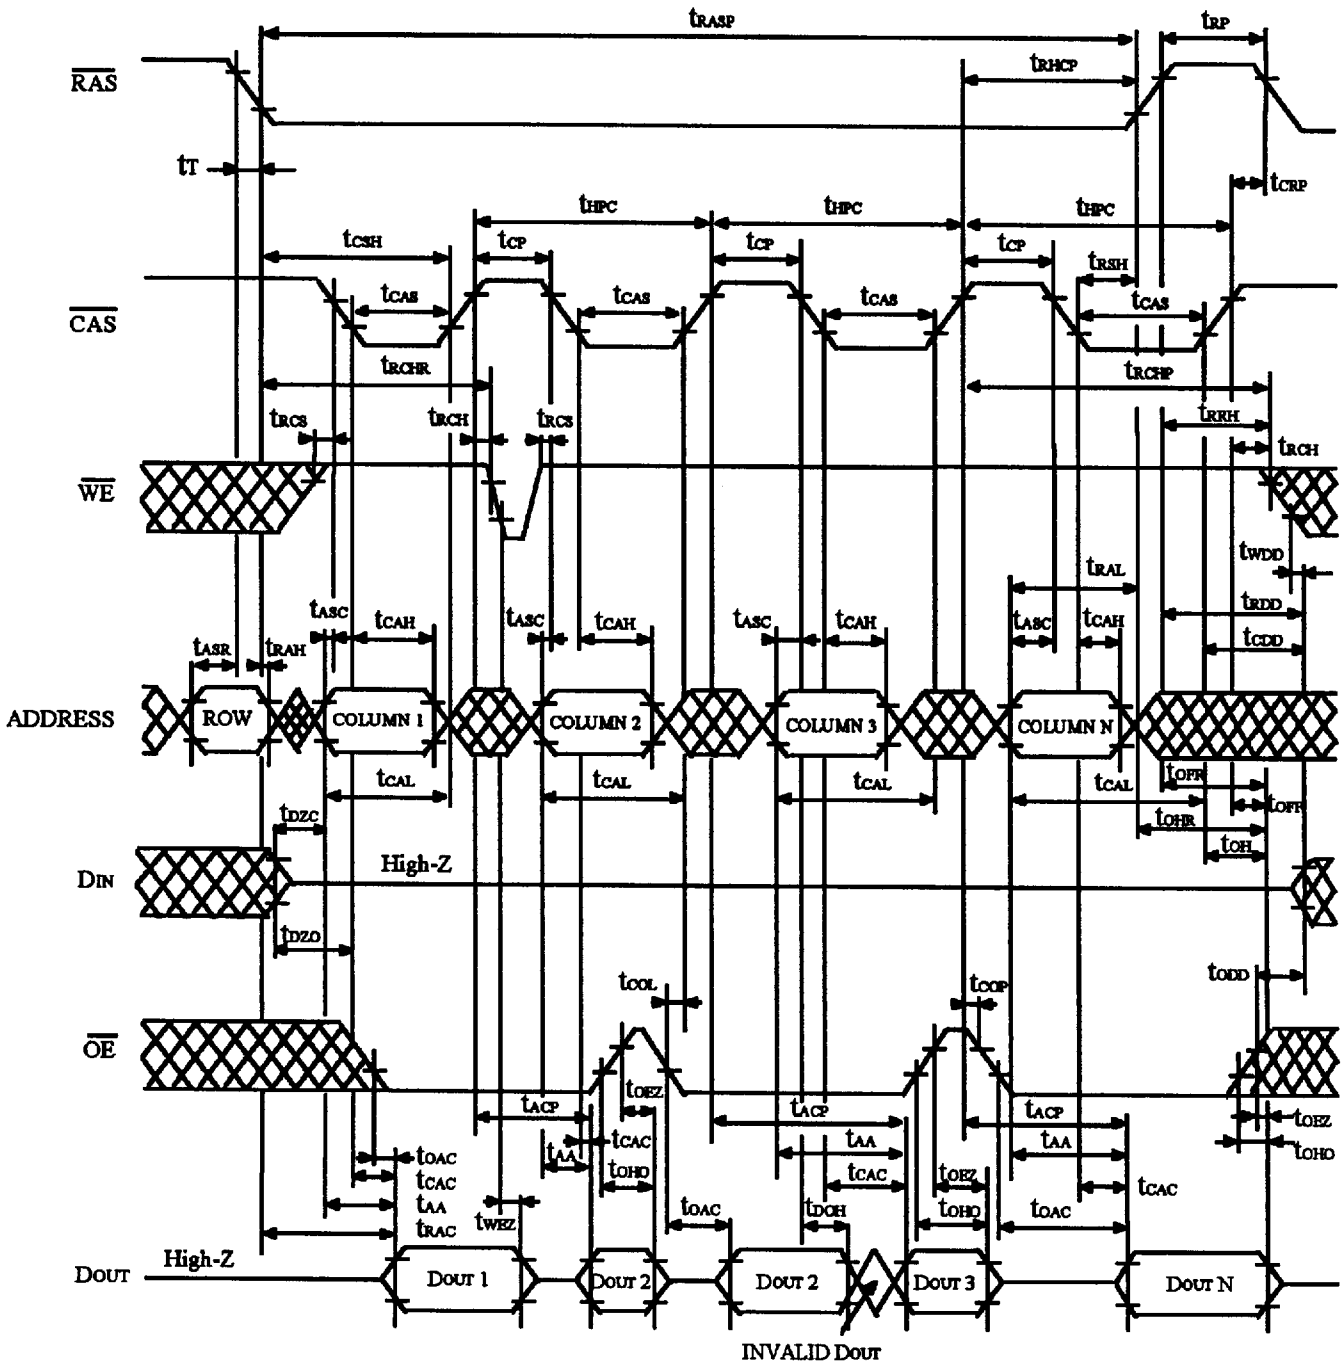 tRASP tRP
tRHCP
RAS
tT tCRP
tHPC tHPC tHPC
tCSH tCP tCP tCP tRSH
tCAS tCAS tCAS tCAS
CAS
tRCHR tRCHP
tRCS tRCH tRCS tRRH
tRCH
WE
tWDD
tRAL
tASC tCAH tASC tCAH tASC tCAH tASC tCAH tRDD
tASR tRAH tCDD
ADDRESS ROW COLUMN 1 COLUMN 2 COLUMN 3 COLUMN N
tCAL tCAL tCAL tCAL tOFR
tDZC tOFF
tOHR
tOH
DIN High-Z
tDZO
tCOL tCOP tODD
OE
tOEZ
tACP tACP tACP tOEZ
tOAC tAA tCAC tAA tAA tOHO
tCAC tOHO tCAC tOEZ tCAC
tAA tOAC tDOH tOHO tOAC
tRAC tWEZ
High-Z
DOUT DOUT 1 DOUT 2 DOUT 2 DOUT 3 DOUT N
INVALID DOUT